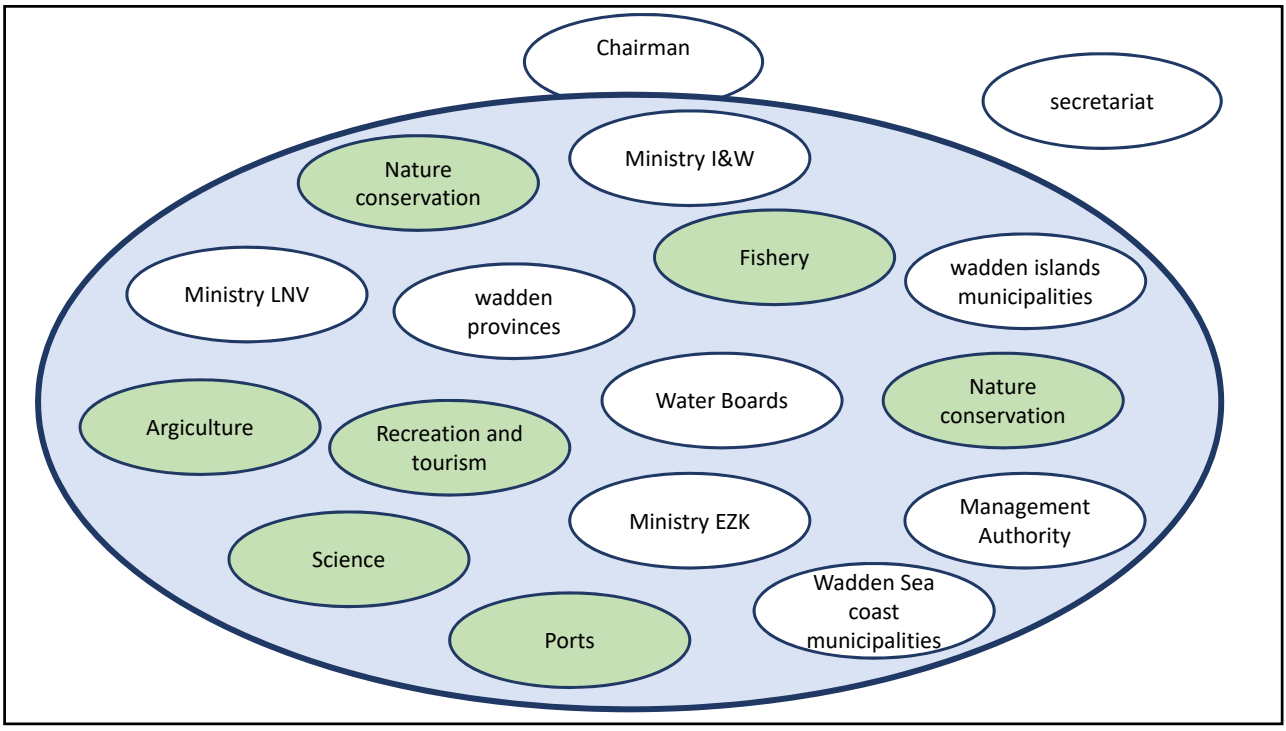 Chairman
secretariat
Nature
conservation
Ministry I&W
Fishery
wadden islands
municipalities
Ministry LNV
wadden
provinces
Water Boards
Nature
conservation
Argiculture
Recreation and
tourism
Ministry EZK
Management
Authority
Science
Wadden Sea
coast
municipalities
Ports